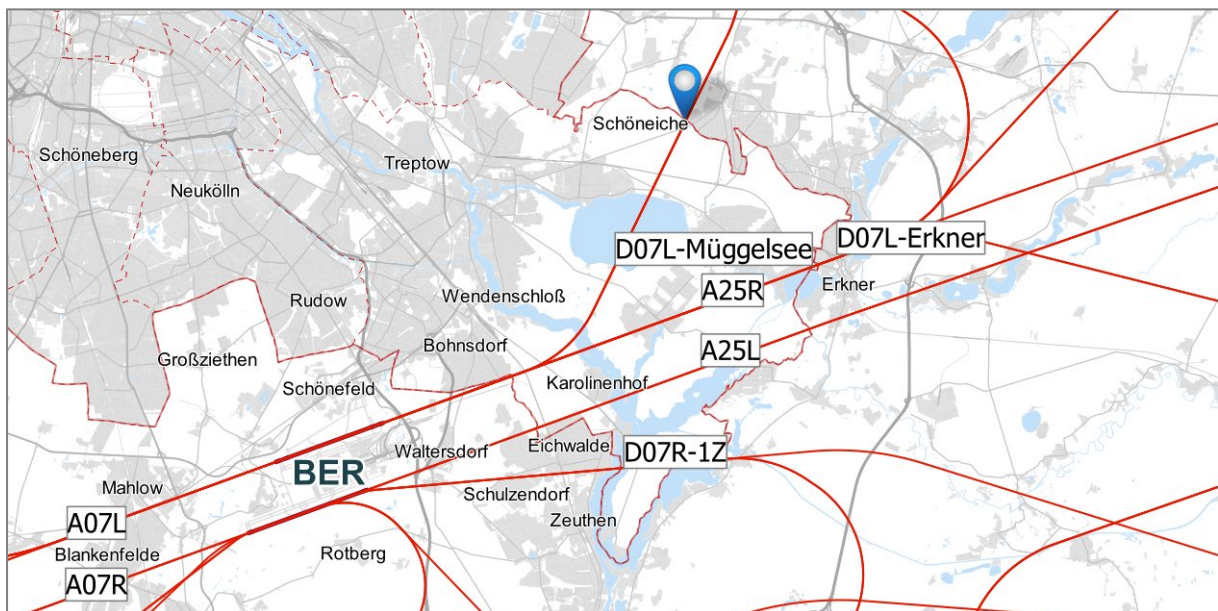 Schöneiche
Schöneberg
Treptow
Neukölln
D07L-Müggelsee
D07L-Erkner
A25R
Erkner
Wendenschloß
Rudow
Bohnsdorf
A25L
Großziethen
Schönefeld
Karolinenhof
Waltersdorf
Eichwalde
D07R-1Z
BER
Mahlow
Schulzendorf
A07L
Zeuthen
Blankenfelde
Rotberg
A07R